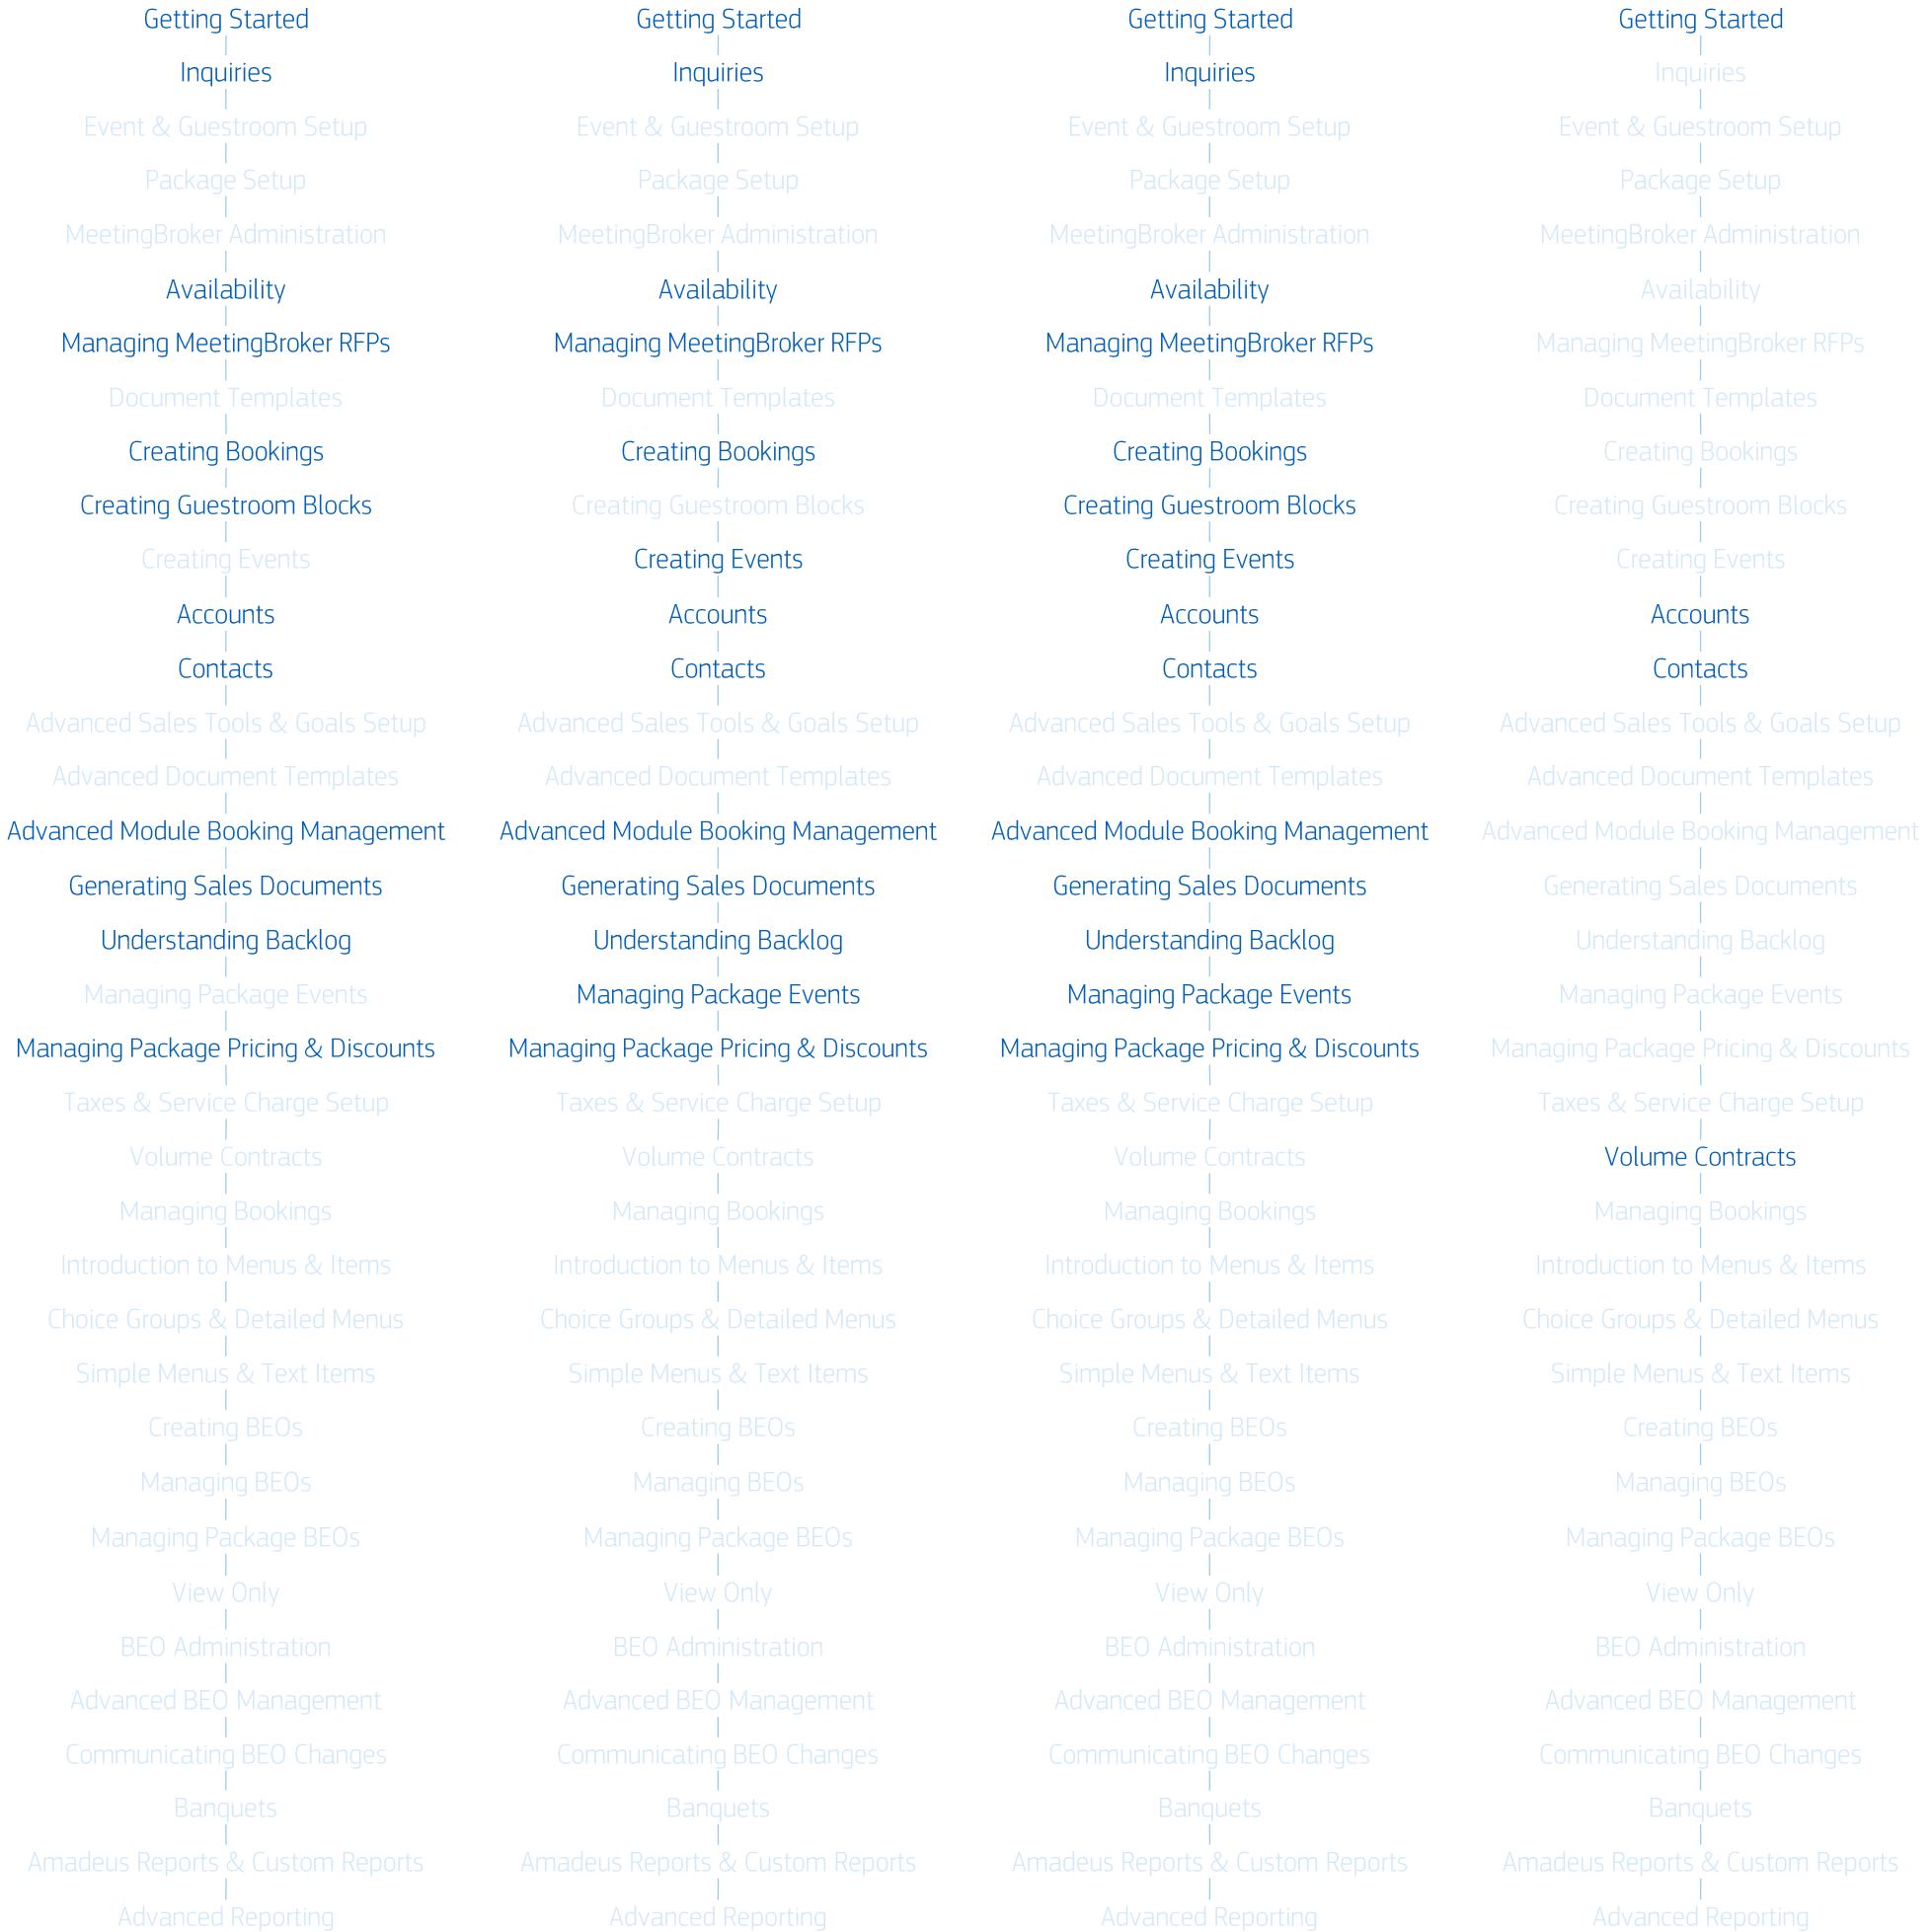 Getting Started
Inquiries
Event & Guestroom Setup
Package Setup
MeetingBroker Administration
Availability
Managing MeetingBroker RFPs
Document Templates
Creating Bookings
Creating Guestroom Blocks
Creating Events
Accounts
Contacts
Advanced Sales Tools & Goals Setup
Advanced Document Templates
Advanced Module Booking Management
Generating Sales Documents
Understanding Backlog
Managing Package Events
Managing Package Pricing & Discounts
Taxes & Service Charge Setup
Volume Contracts
Managing Bookings
Introduction to Menus & Items
Choice Groups & Detailed Menus
Simple Menus & Text Items
Creating BEOs
Managing BEOs
Managing Package BEOs
View Only
BEO Administration
Advanced BEO Management
Communicating BEO Changes
Banquets
Amadeus Reports & Custom Reports
Advanced Reporting
Getting Started
Inquiries
Event & Guestroom Setup
Package Setup
MeetingBroker Administration
Availability
Managing MeetingBroker RFPs
Document Templates
Creating Bookings
Creating Guestroom Blocks
Creating Events
Accounts
Contacts
Advanced Sales Tools & Goals Setup
Advanced Document Templates
Advanced Module Booking Management
Generating Sales Documents
Understanding Backlog
Managing Package Events
Managing Package Pricing & Discounts
Taxes & Service Charge Setup
Volume Contracts
Managing Bookings
Introduction to Menus & Items
Choice Groups & Detailed Menus
Simple Menus & Text Items
Creating BEOs
Managing BEOs
Managing Package BEOs
View Only
BEO Administration
Advanced BEO Management
Communicating BEO Changes
Banquets
Amadeus Reports & Custom Reports
Advanced Reporting
Getting Started
Inquiries
Event & Guestroom Setup
Package Setup
MeetingBroker Administration
Availability
Managing MeetingBroker RFPs
Document Templates
Creating Bookings
Creating Guestroom Blocks
Creating Events
Accounts
Contacts
Advanced Sales Tools & Goals Setup
Advanced Document Templates
Advanced Module Booking Management
Generating Sales Documents
Understanding Backlog
Managing Package Events
Managing Package Pricing & Discounts
Taxes & Service Charge Setup
Volume Contracts
Managing Bookings
Introduction to Menus & Items
Choice Groups & Detailed Menus
Simple Menus & Text Items
Creating BEOs
Managing BEOs
Managing Package BEOs
View Only
BEO Administration
Advanced BEO Management
Communicating BEO Changes
Banquets
Amadeus Reports & Custom Reports
Advanced Reporting
Getting Started
Inquiries
Event & Guestroom Setup
Package Setup
MeetingBroker Administration
Availability
Managing MeetingBroker RFPs
Document Templates
Creating Bookings
Creating Guestroom Blocks
Creating Events
Accounts
Contacts
Advanced Sales Tools & Goals Setup
Advanced Document Templates
Advanced Module Booking Management
Generating Sales Documents
Understanding Backlog
Managing Package Events
Managing Package Pricing & Discounts
Taxes & Service Charge Setup
Volume Contracts
Managing Bookings
Introduction to Menus & Items
Choice Groups & Detailed Menus
Simple Menus & Text Items
Creating BEOs
Managing BEOs
Managing Package BEOs
View Only
BEO Administration
Advanced BEO Management
Communicating BEO Changes
Banquets
Amadeus Reports & Custom Reports
Advanced Reporting